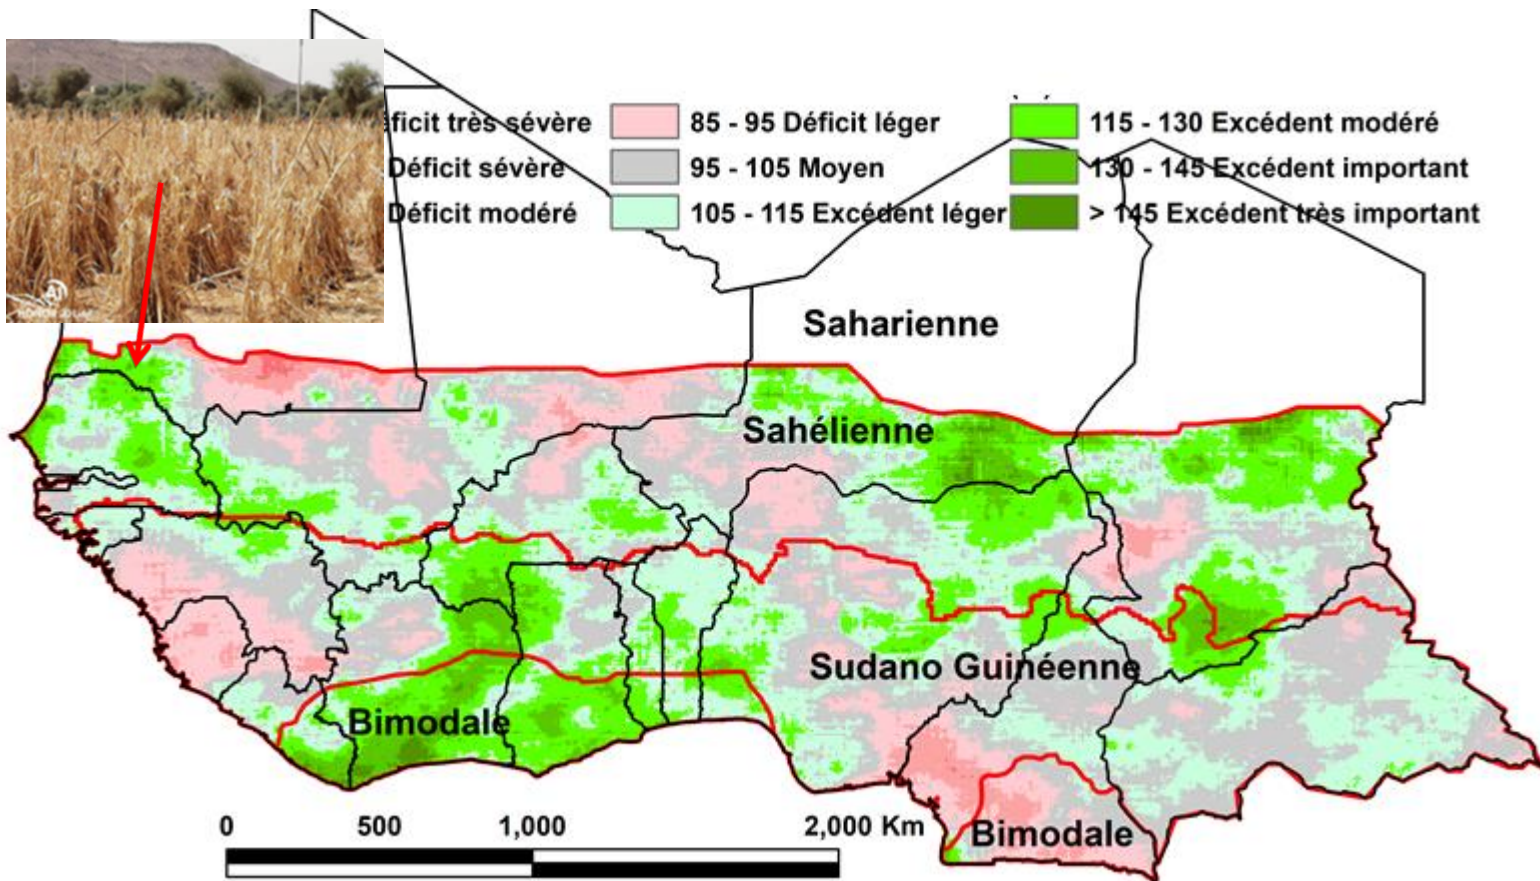 Déficit très sévère
85 - 95 Déficit léger
115 - 130 Excédent modéré
Déficit sévère
95 - 105 Moyen
130 - 145 Excédent important
Déficit modéré
105 - 115 Excédent léger
> 145 Excédent très important
Saharienne
Sahélienne
Sudano Guinéenne
Bimodale
Bimodale
0 500 1,000 2,000 Km